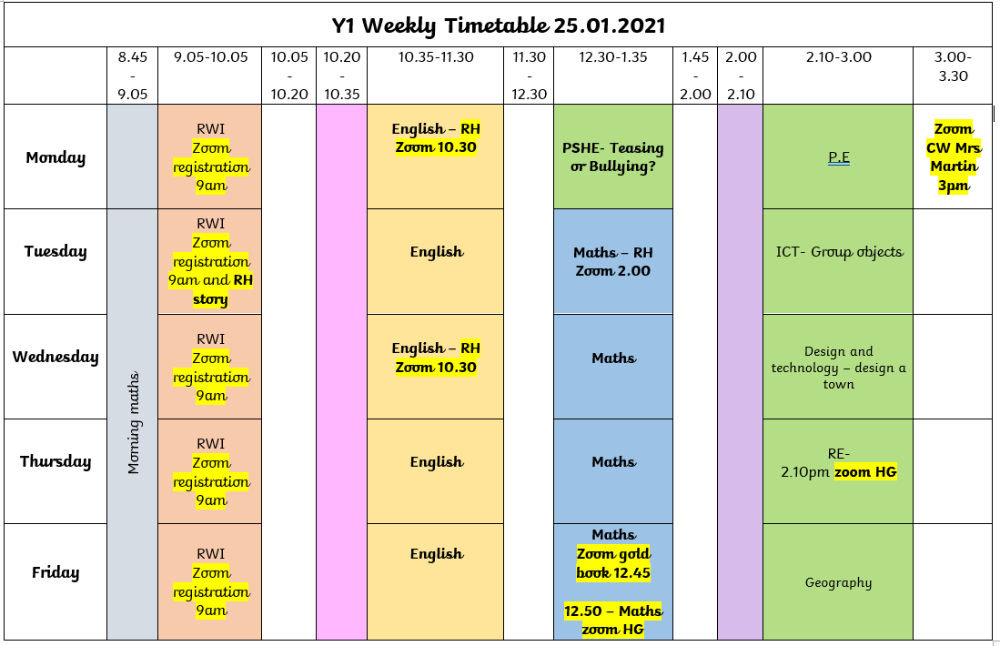 Y1 Weekly Timetable 25.01.2021
8.45
-
9.05
9.05-10.05
10.05
-
10.20
10.20
-
10.35
10.35-11.30
11.30
-
12.30
12.30-1.35
1.45
-
2.00
2.00
-
2.10
2.10-3.00
3.00-
3.30
Monday
RWI
Zoom
registration
9am
English – RH
Zoom 10.30
PSHE- Teasing
or Bullying?
P.E
Zoom
CW Mrs
Martin
3pm
Morning maths
Tuesday
RWI
Zoom
registration
9am and RH
story
English
Maths – RH
Zoom 2.00
ICT- Group objects
Wednesday
RWI
Zoom
registration
9am
English – RH
Zoom 10.30
Maths
Design and
technology – design a
town
Thursday
RWI
Zoom
registration
9am
English
Maths
RE-
2.10pm zoom HG
Friday
RWI
Zoom
registration
9am
English
Maths
Zoom gold
book 12.45
12.50 – Maths
zoom HG
Geography